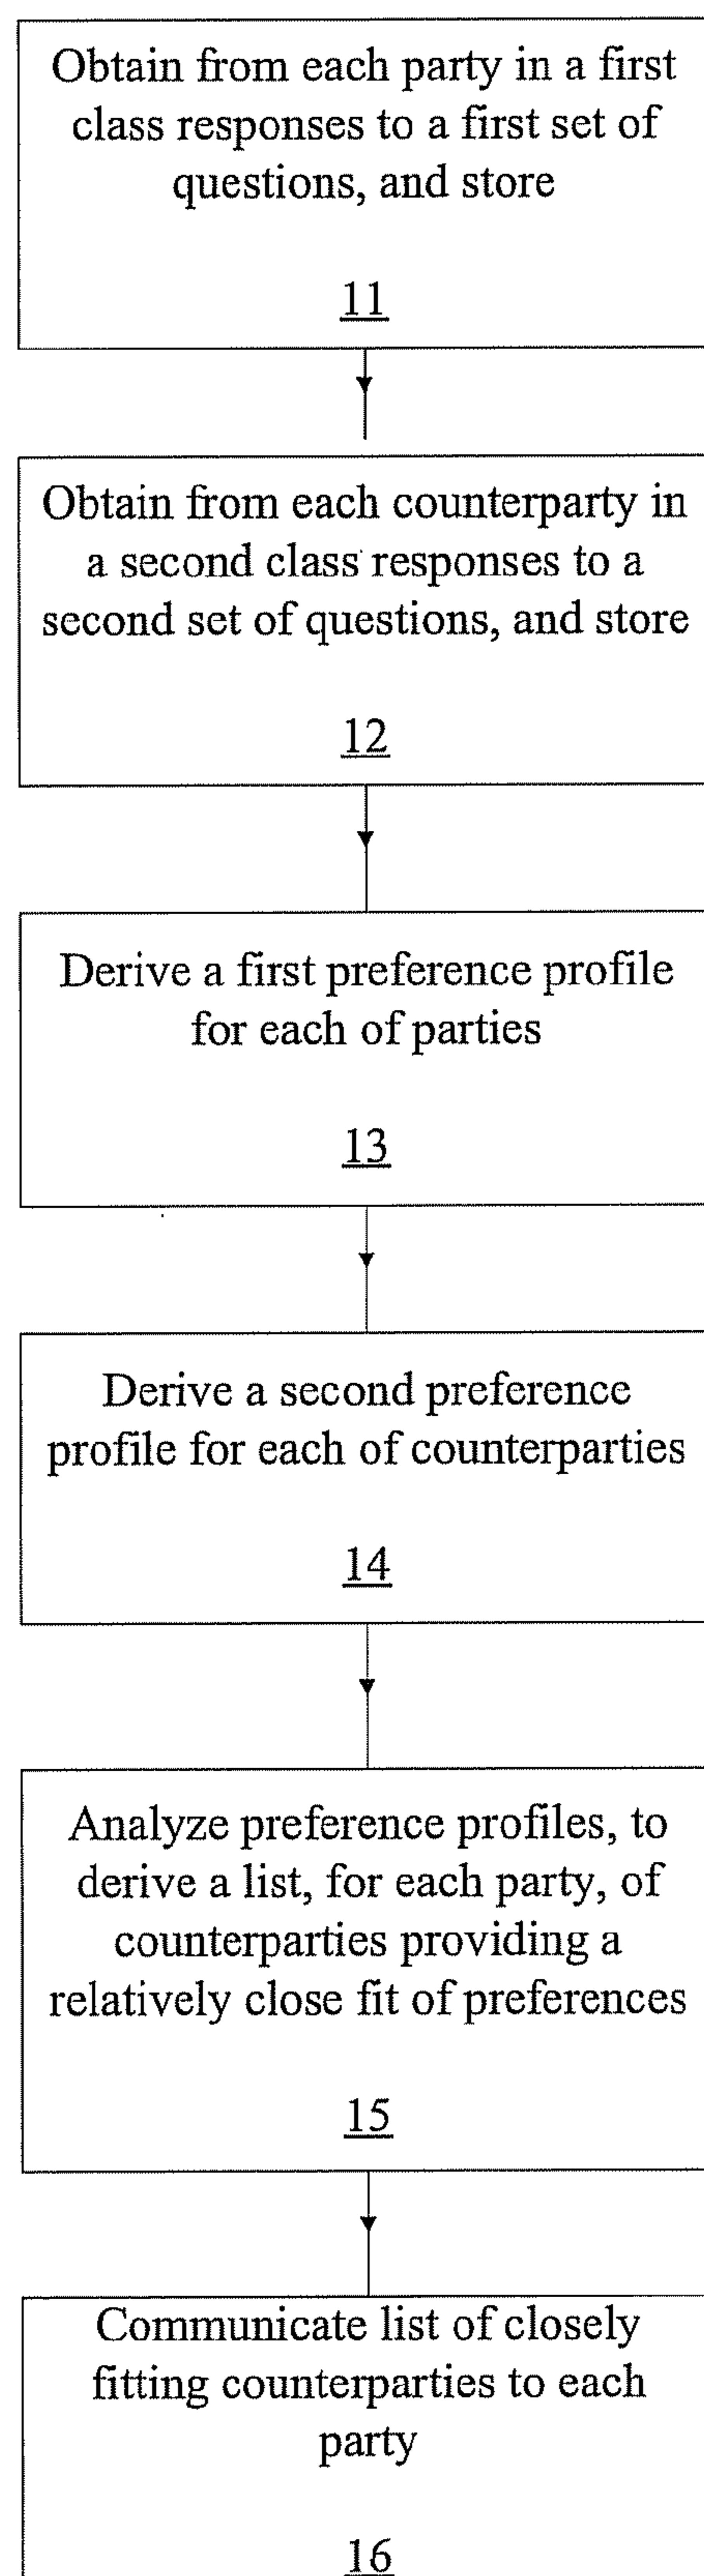 Obtain from each party in a first
class responses to a first set of
questions, and store
11
Obtain from each counterparty in
a second class responses to a
second set of questions, and store
12
Derive a first preference profile
for each of parties
13
Derive a second preference
profile for each of counterparties
14
Analyze preference profiles, to
derive a list, for each party, of
counterparties providing a
relatively close fit of preferences
15
Communicate list of closely
fitting counterparties to each
party
16